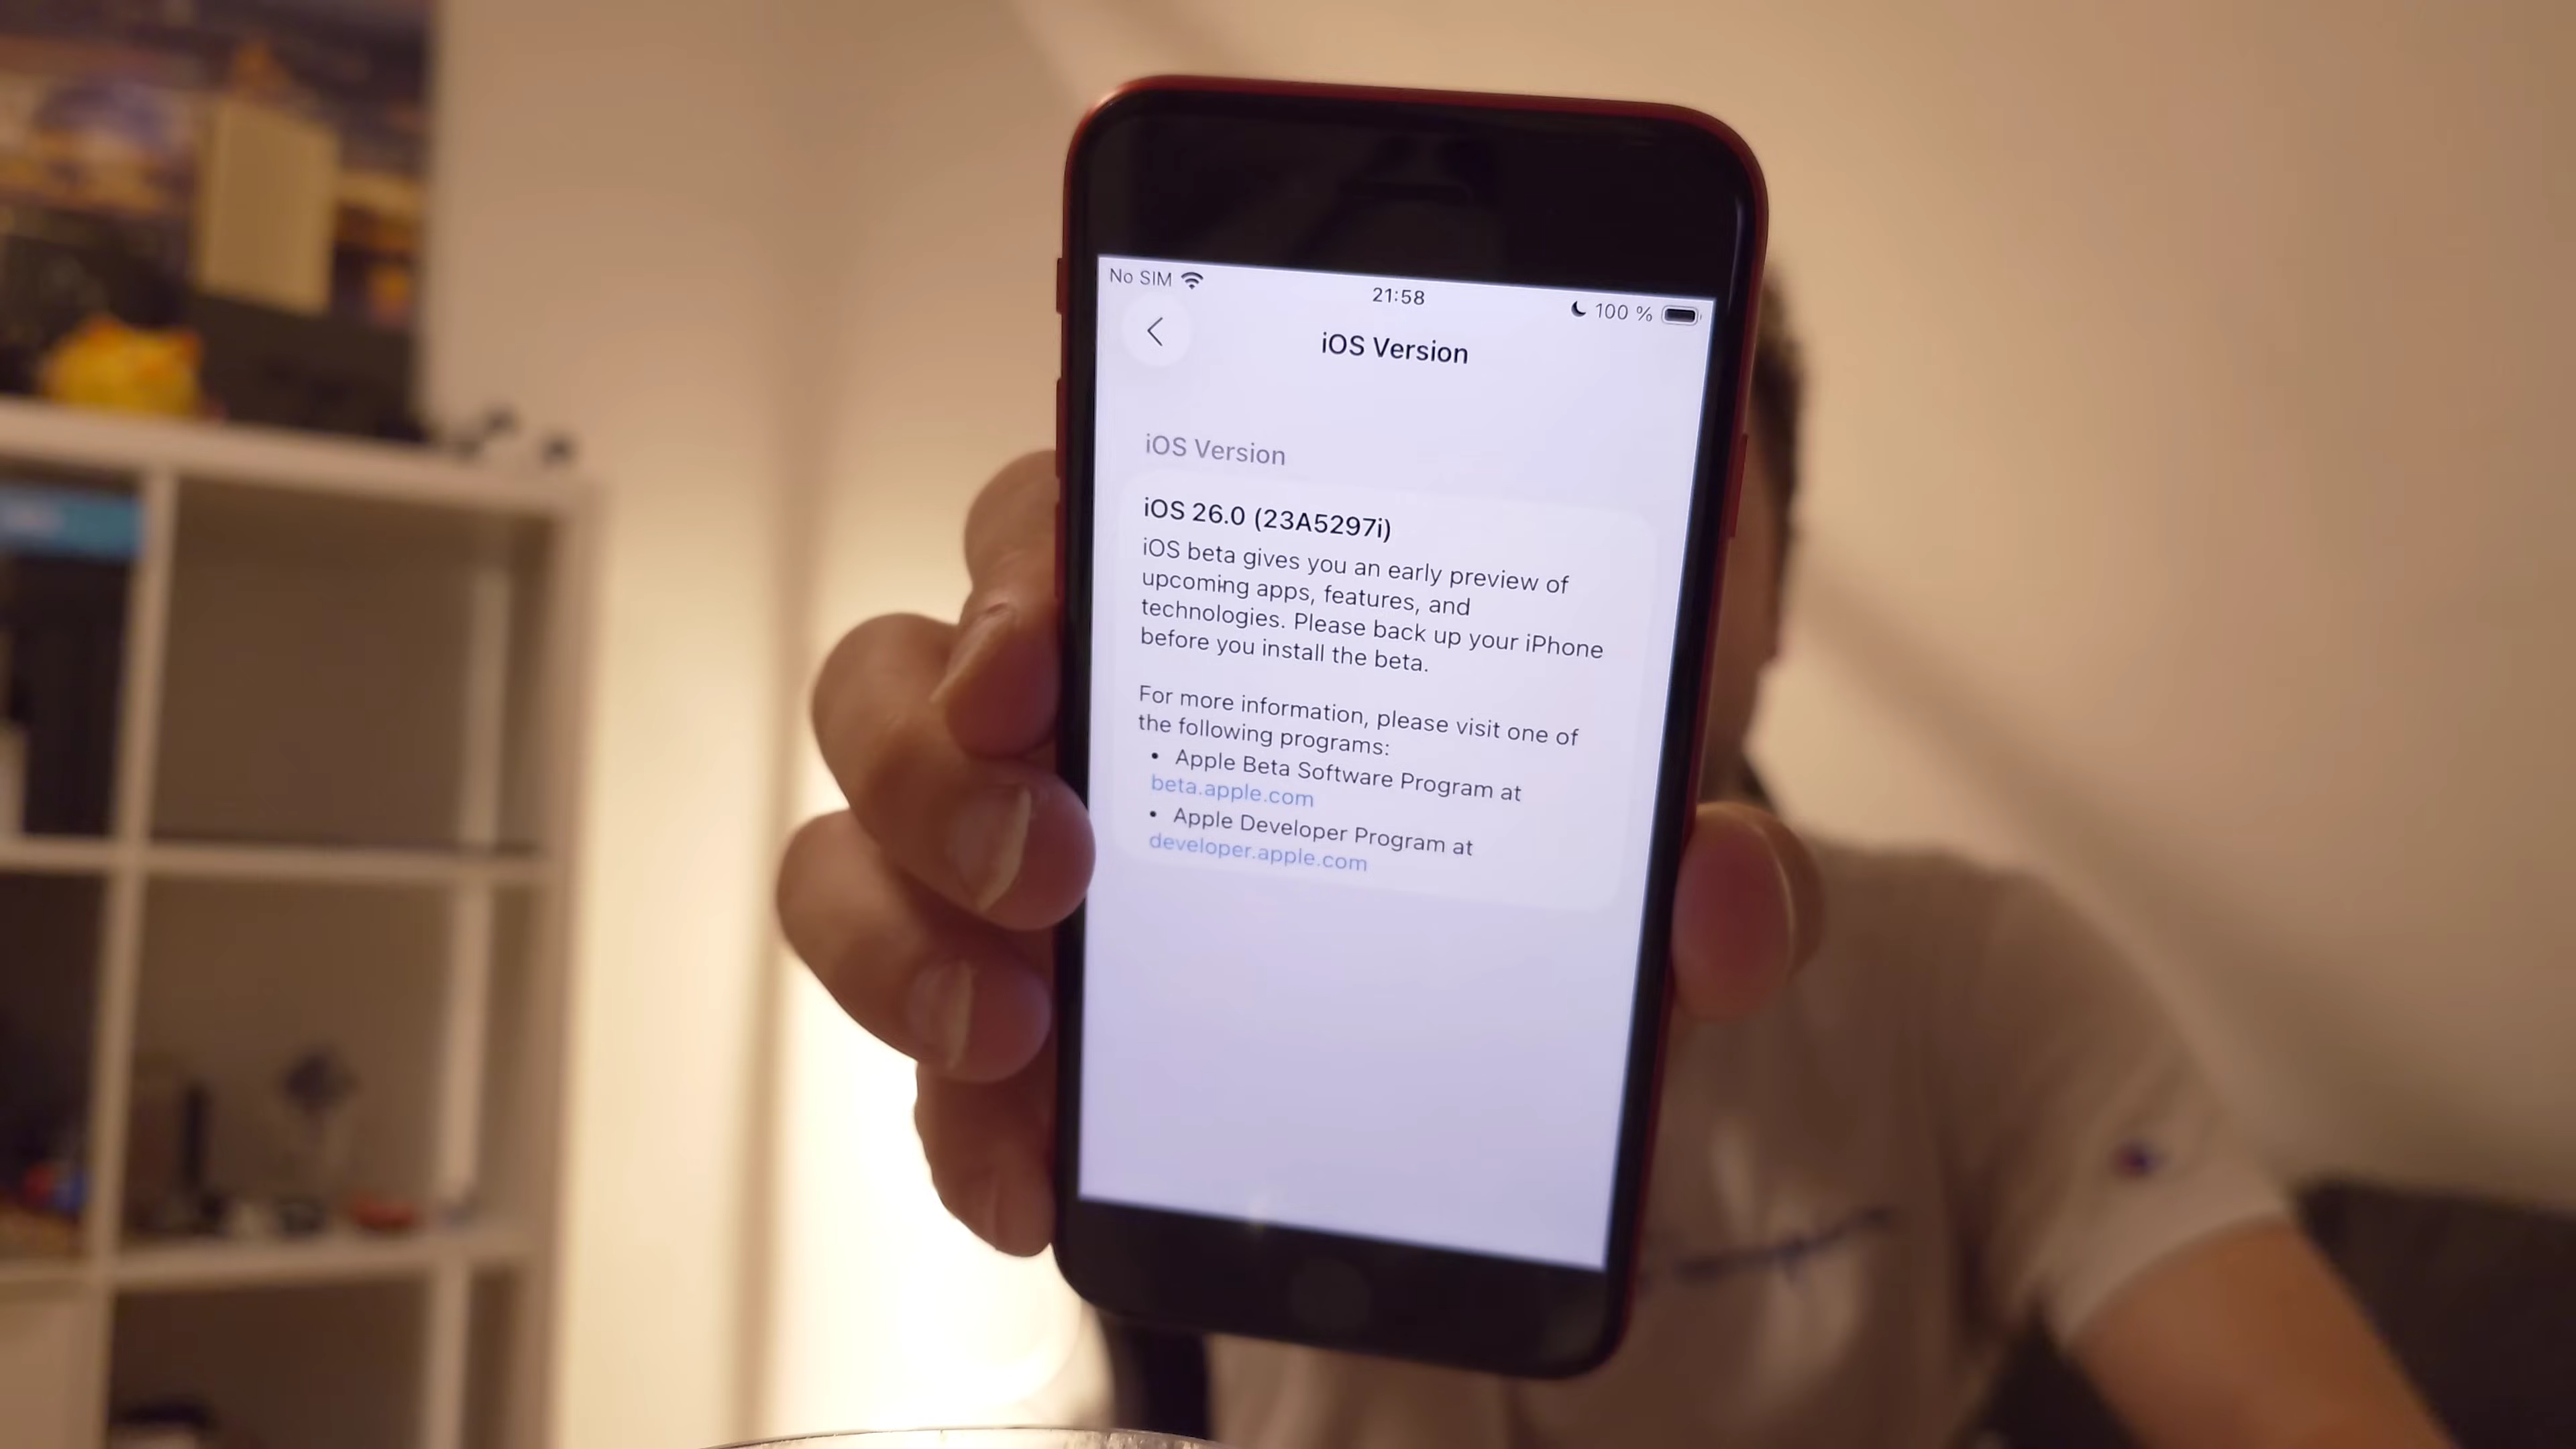 No SIM
21:58
100 %
iOS Version
iOS Version
iOS 26.0 (23A5297i)
iOS beta gives you an early preview of
upcoming apps, features, and
technologies. Please back up your iPhone
before you install the beta.
For more information, please visit one of
the following programs:
• Apple Beta Software Program at
beta.apple.com
• Apple Developer Program at
developer.apple.com